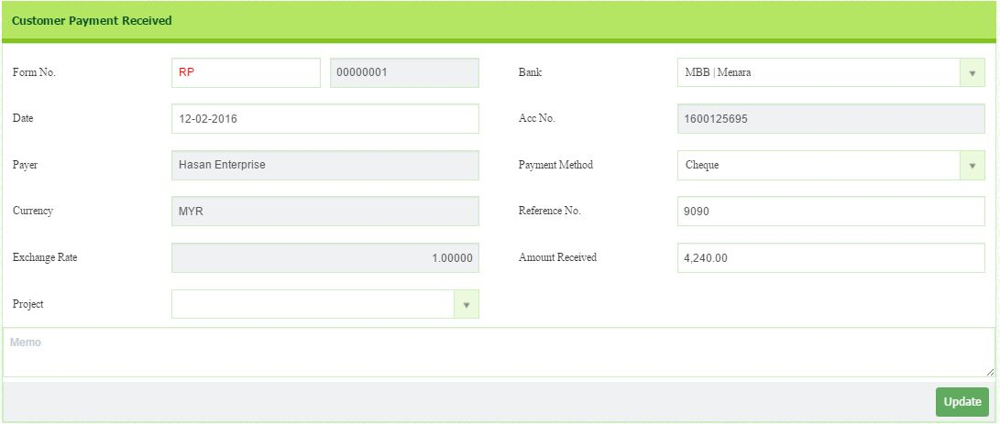 Customer Payment Received
Form No. RP 00000001 Bank MBB | Menara
Date 12-02-2016 Acc No. 1600125695
Payer Hasan Enterprise Payment Method Cheque
Currency MYR Reference No. 9090
Exchange Rate 1.00000 Amount Received 4,240.00
Project
Memo
Update